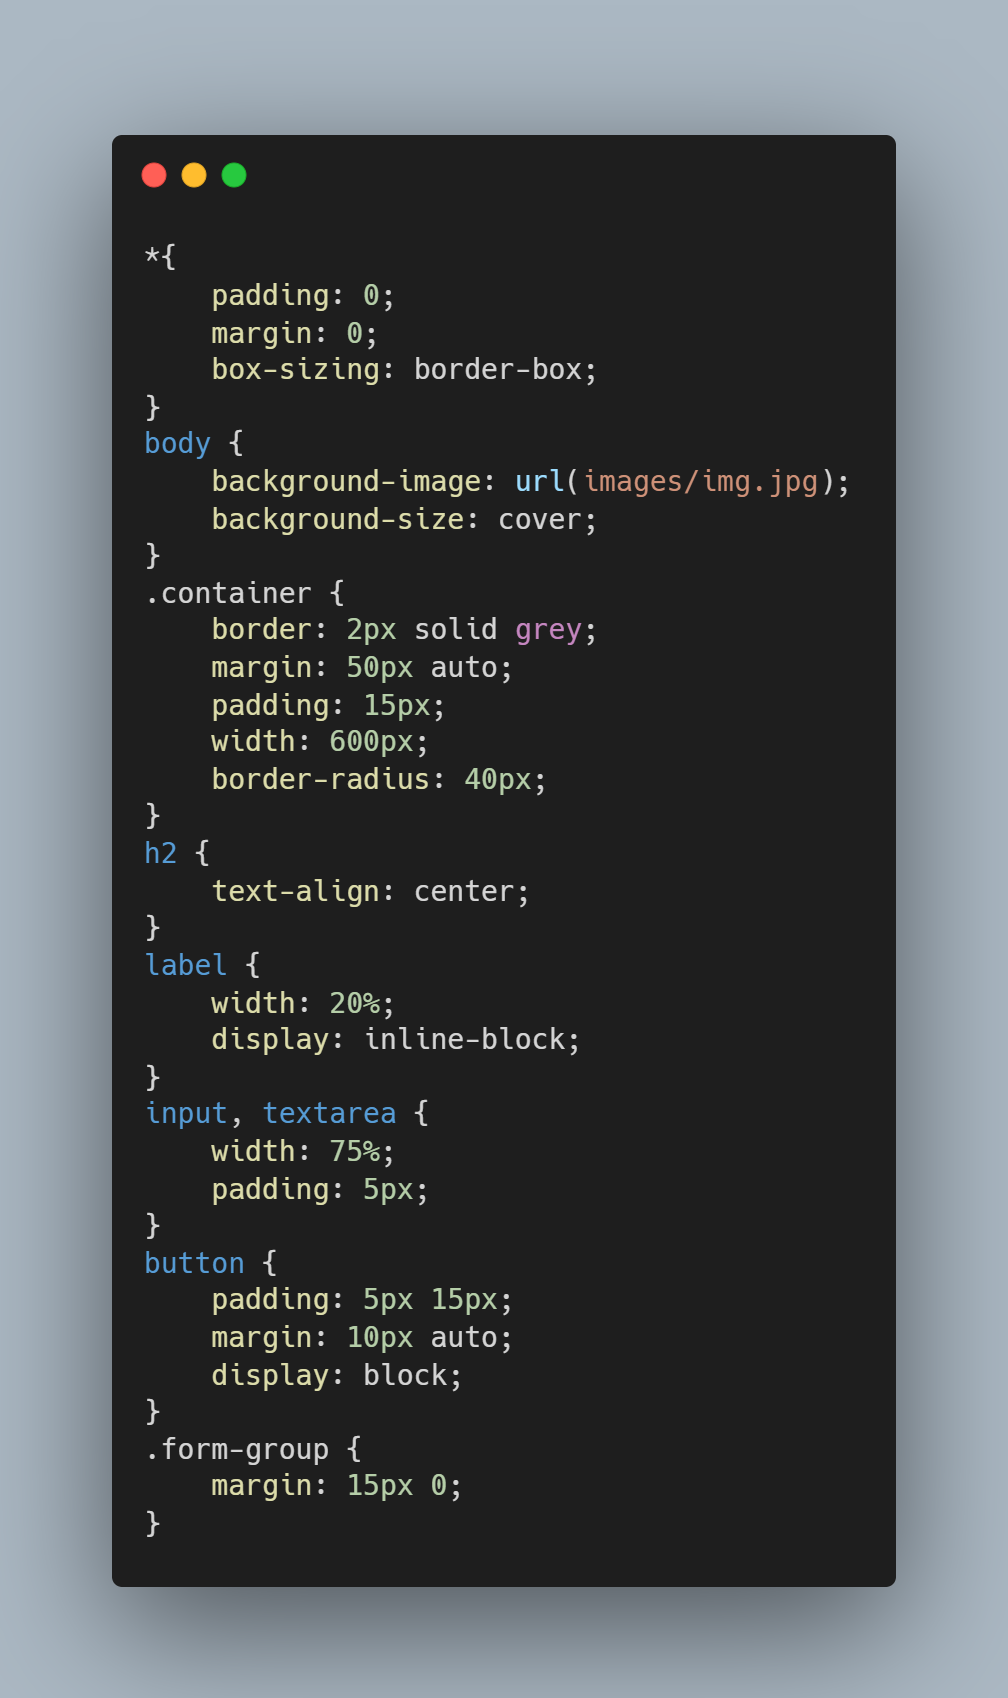 *{
    padding: 0;
    margin: 0;
    box-sizing: border-box;
}
body {
    background-image: url(images/img.jpg);
    background-size: cover;
}
.container {
    border: 2px solid grey;
    margin: 50px auto;
    padding: 15px;
    width: 600px;
    border-radius: 40px;
}
h2 {
    text-align: center;
}
label {
    width: 20%;
    display: inline-block;
}
input, textarea {
    width: 75%;
    padding: 5px;
}
button {
    padding: 5px 15px;
    margin: 10px auto;
    display: block;
}
.form-group {
    margin: 15px 0;
}